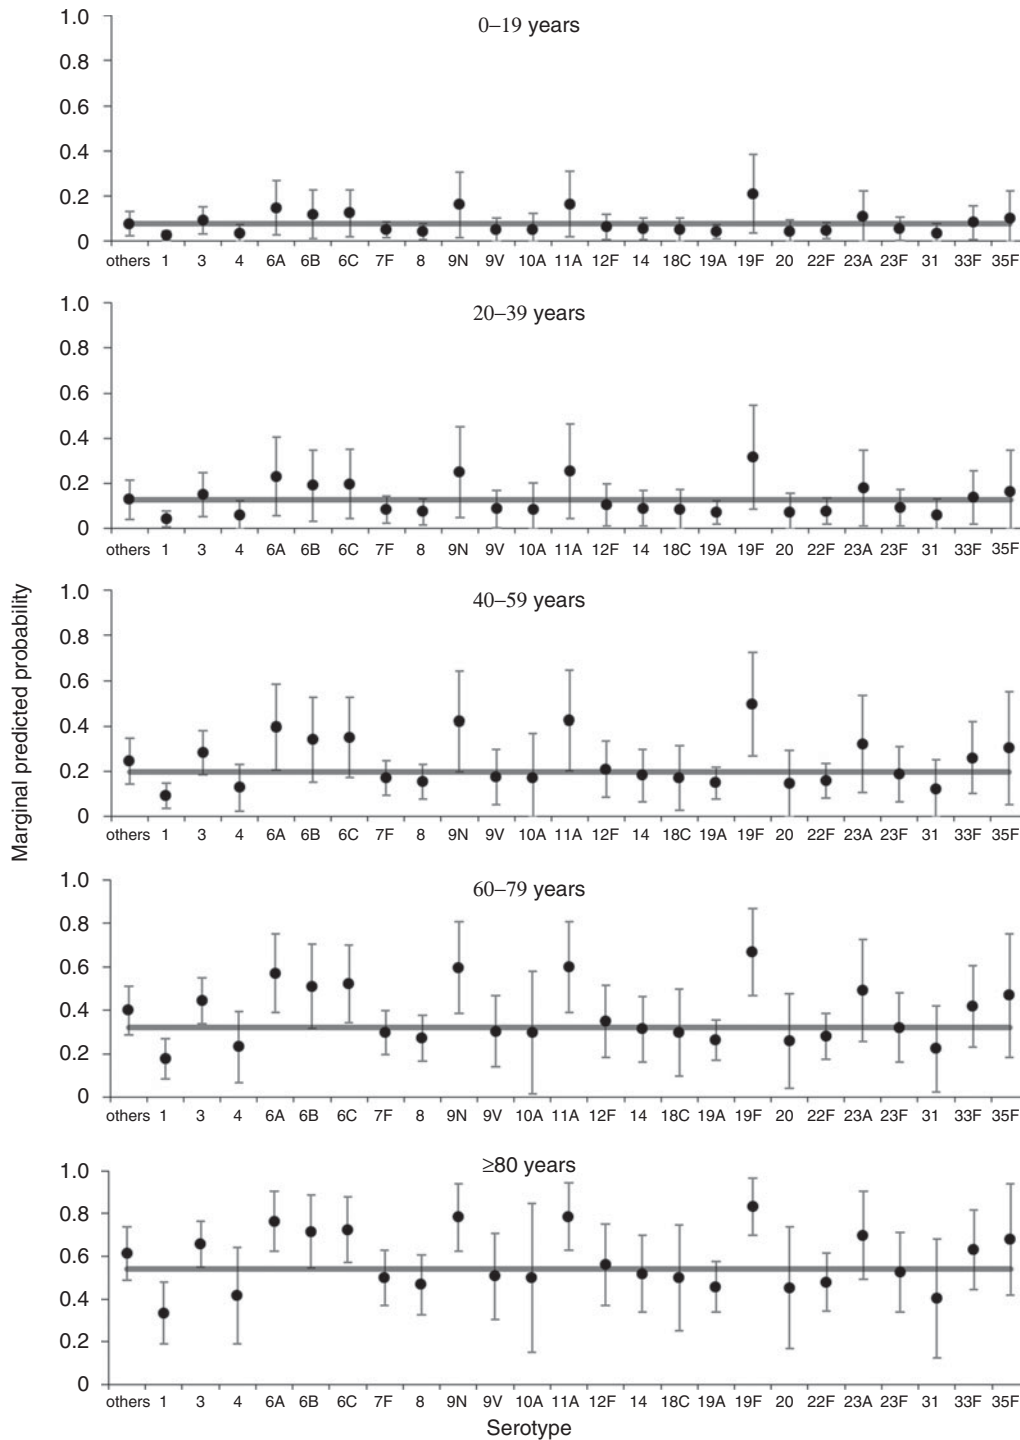 1.0
0–19 years
0.8
0.6
0.4
0.2
0
others 1 3 4 6A 6B 6C 7F 8 9N 9V 10A 11A 12F 14 18C 19A 19F 20 22F 23A 23F 31 33F 35F
1.0
20–39 years
0.8
0.6
0.4
0.2
0
others 1 3 4 6A 6B 6C 7F 8 9N 9V 10A 11A 12F 14 18C 19A 19F 20 22F 23A 23F 31 33F 35F
Marginal predicted probability
1.0
40–59 years
0.8
0.6
0.4
0.2
0
others 1 3 4 6A 6B 6C 7F 8 9N 9V 10A 11A 12F 14 18C 19A 19F 20 22F 23A 23F 31 33F 35F
1.0
60–79 years
0.8
0.6
0.4
0.2
0
others 1 3 4 6A 6B 6C 7F 8 9N 9V 10A 11A 12F 14 18C 19A 19F 20 22F 23A 23F 31 33F 35F
1.0
≥80 years
0.8
0.6
0.4
0.2
0
others 1 3 4 6A 6B 6C 7F 8 9N 9V 10A 11A 12F 14 18C 19A 19F 20 22F 23A 23F 31 33F 35F
Serotype